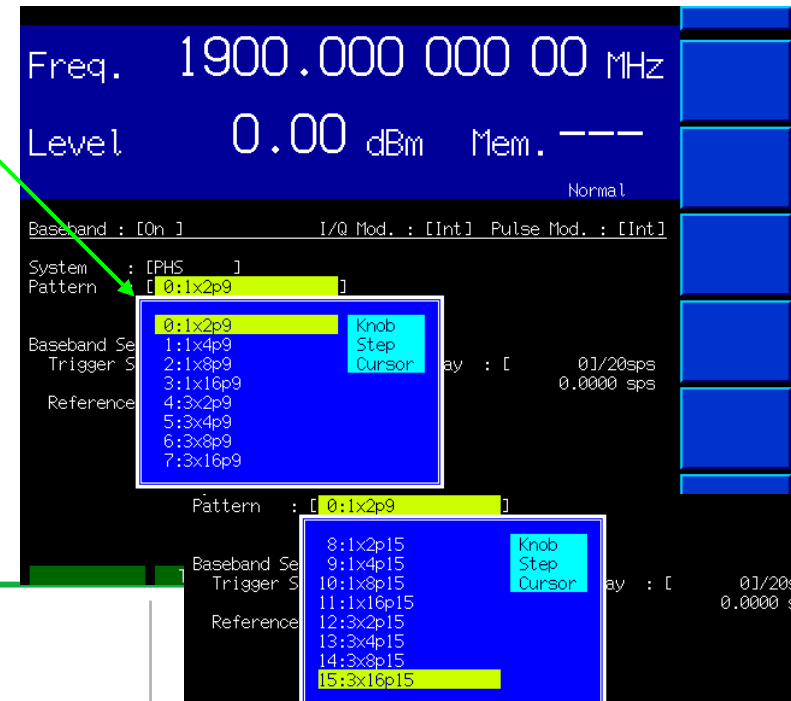 Freq. 1900.000 000 00 MHz
Level 0.00 dBm Mem. ---
Normal
Baseband : [On ] I/Q Mod. : [Int] Pulse Mod. : [Int]
System : [PHS ]
Pattern : [ 0:1x2p9 ]
0:1x2p9
1:1x4p9
2:1x8p9
3:1x16p9
4:3x2p9
5:3x4p9
6:3x8p9
7:3x16p9
Knob
Step
Cursor
Baseband Se
Trigger S ay : [ 0]/20sps
0.0000 sps
Reference
Pattern : [ 0:1x2p9 ]
8:1x2p15
9:1x4p15
10:1x8p15
11:1x16p15
12:3x2p15
13:3x4p15
14:3x8p15
15:3x16p15
Knob
Step
Cursor
Baseband Se
Trigger S ay : [ 0]/20s
0.0000 s
Reference